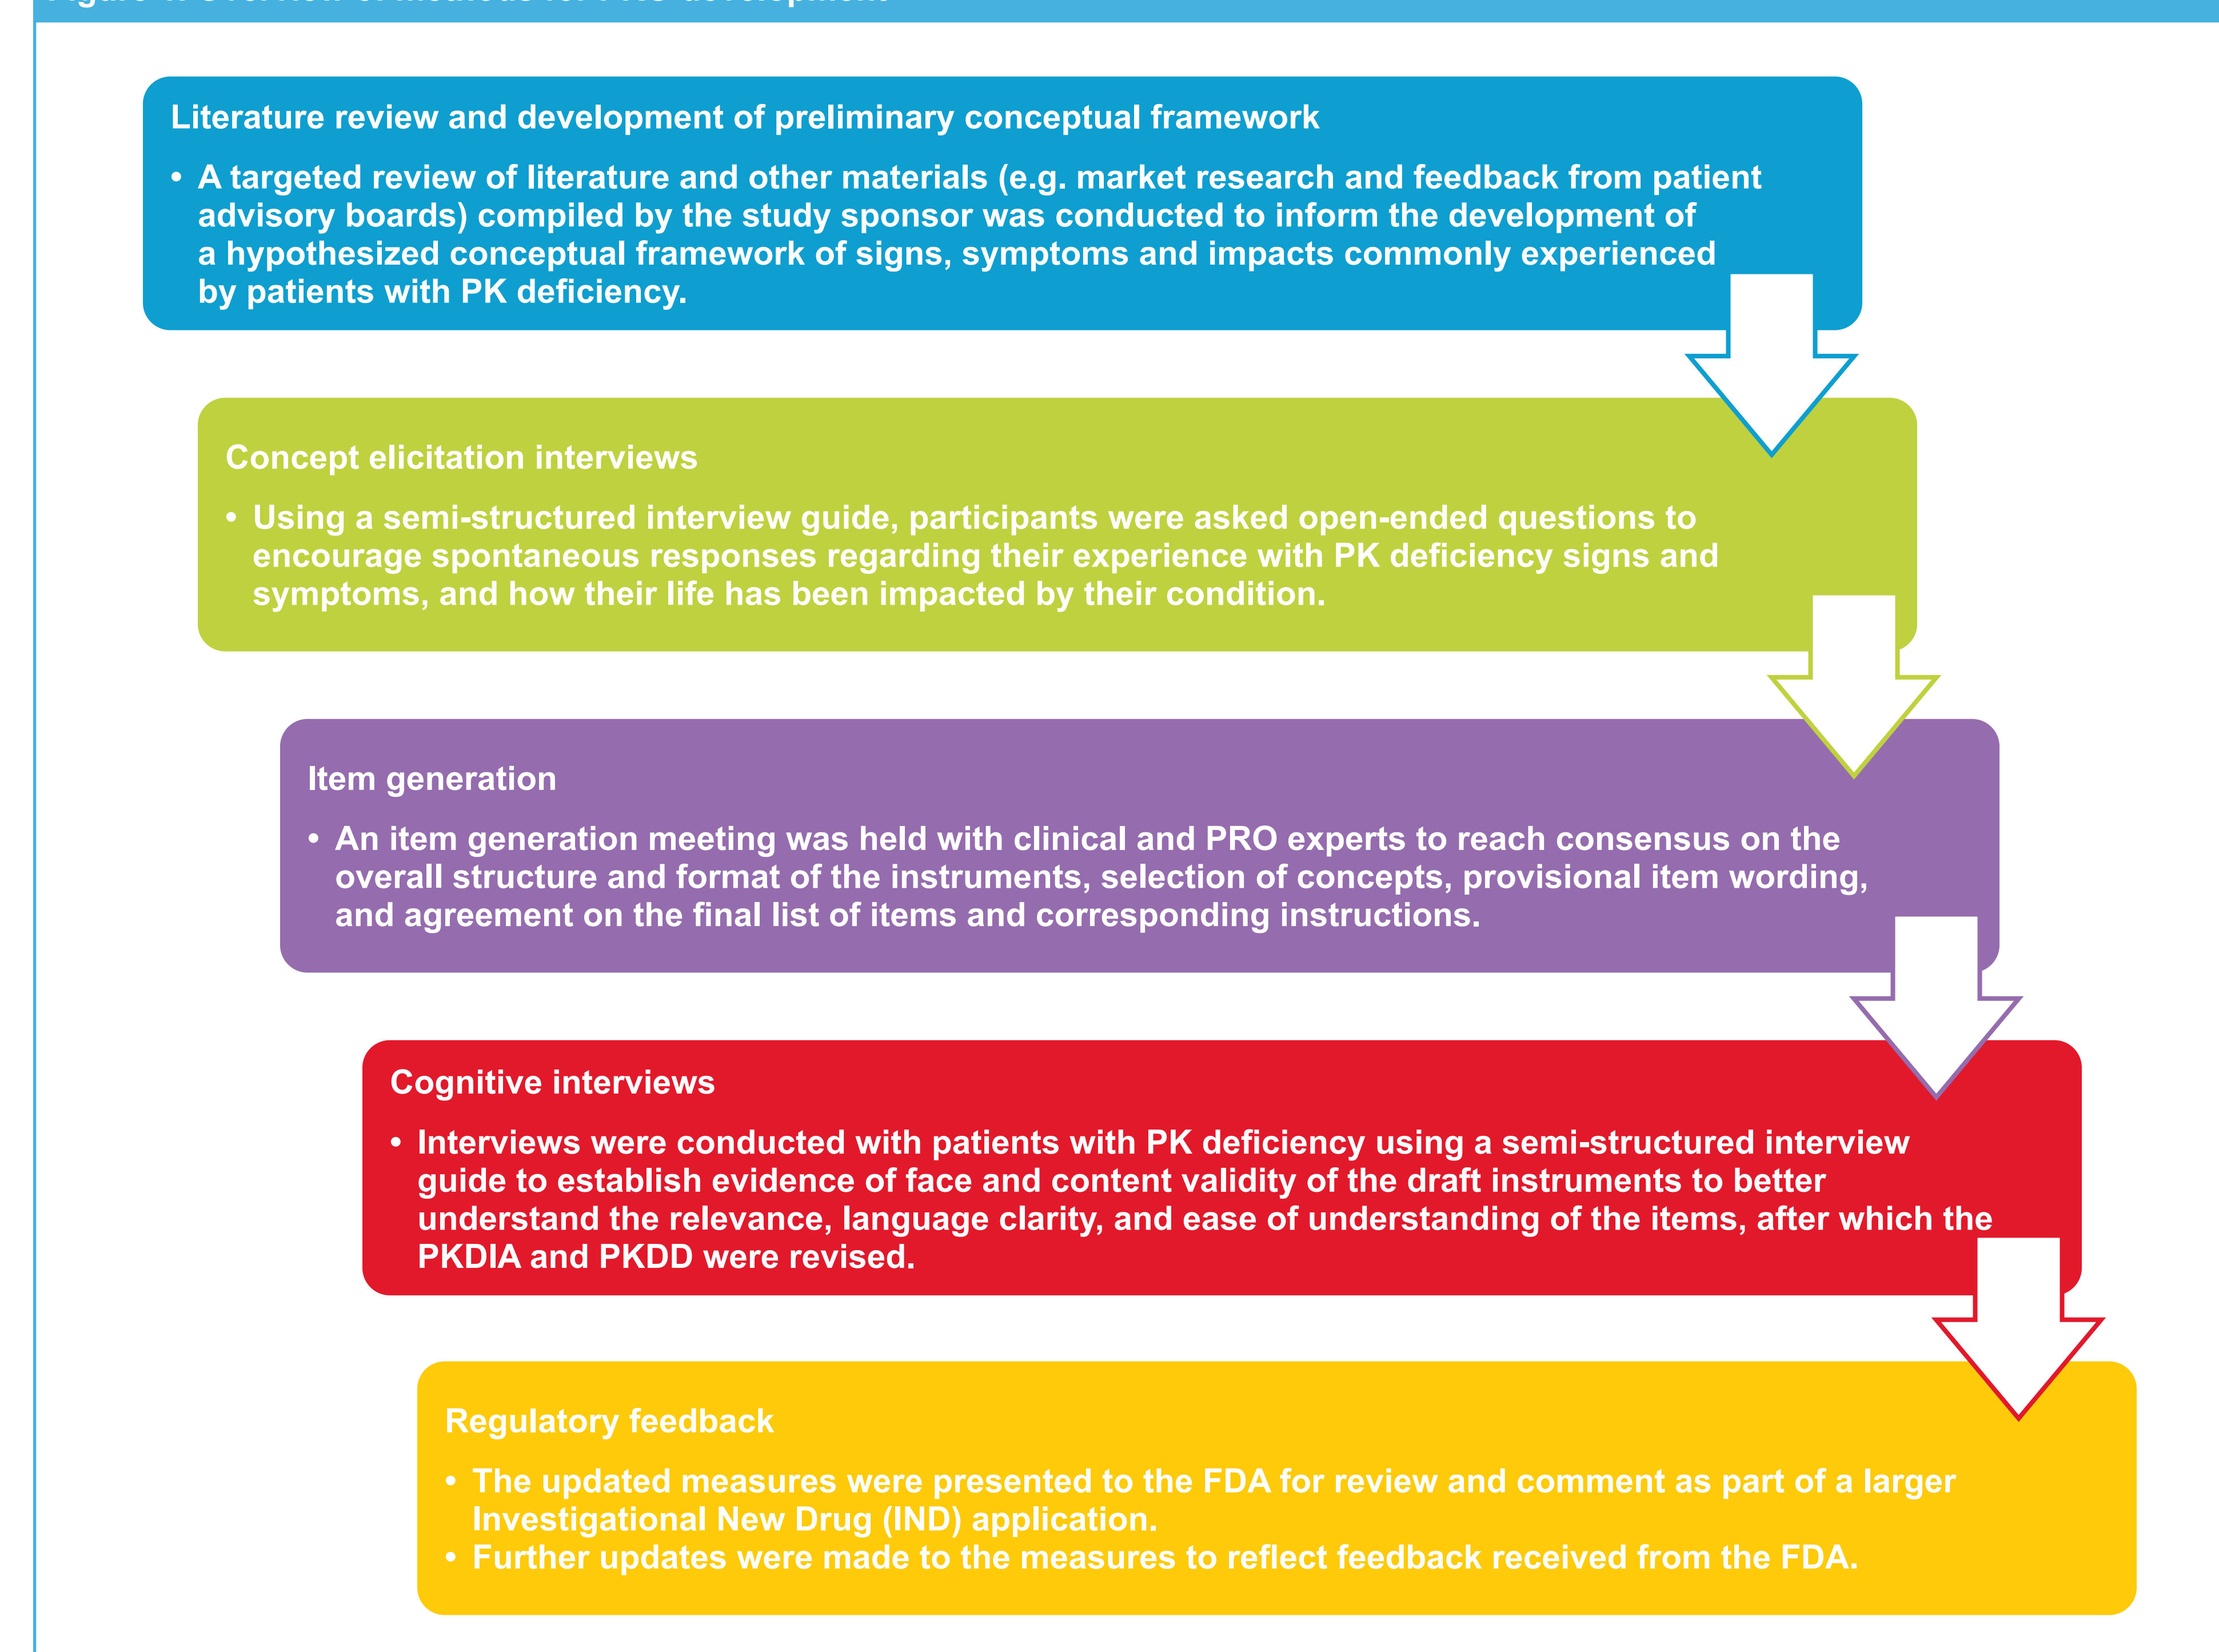 Literature review and development of preliminary conceptual framework
• A targeted review of literature and other materials (e.g. market research and feedback from patient
advisory boards) compiled by the study sponsor was conducted to inform the development of
a hypothesized conceptual framework of signs, symptoms and impacts commonly experienced
by patients with PK deficiency.
Concept elicitation interviews
• Using a semi-structured interview guide, participants were asked open-ended questions to
encourage spontaneous responses regarding their experience with PK deficiency signs and
symptoms, and how their life has been impacted by their condition.
Item generation
• An item generation meeting was held with clinical and PRO experts to reach consensus on the
overall structure and format of the instruments, selection of concepts, provisional item wording,
and agreement on the final list of items and corresponding instructions.
Cognitive interviews
• Interviews were conducted with patients with PK deficiency using a semi-structured interview
guide to establish evidence of face and content validity of the draft instruments to better
understand the relevance, language clarity, and ease of understanding of the items, after which the
PKDIA and PKDD were revised.
Regulatory feedback
• The updated measures were presented to the FDA for review and comment as part of a larger
Investigational New Drug (IND) application.
• Further updates were made to the measures to reflect feedback received from the FDA.